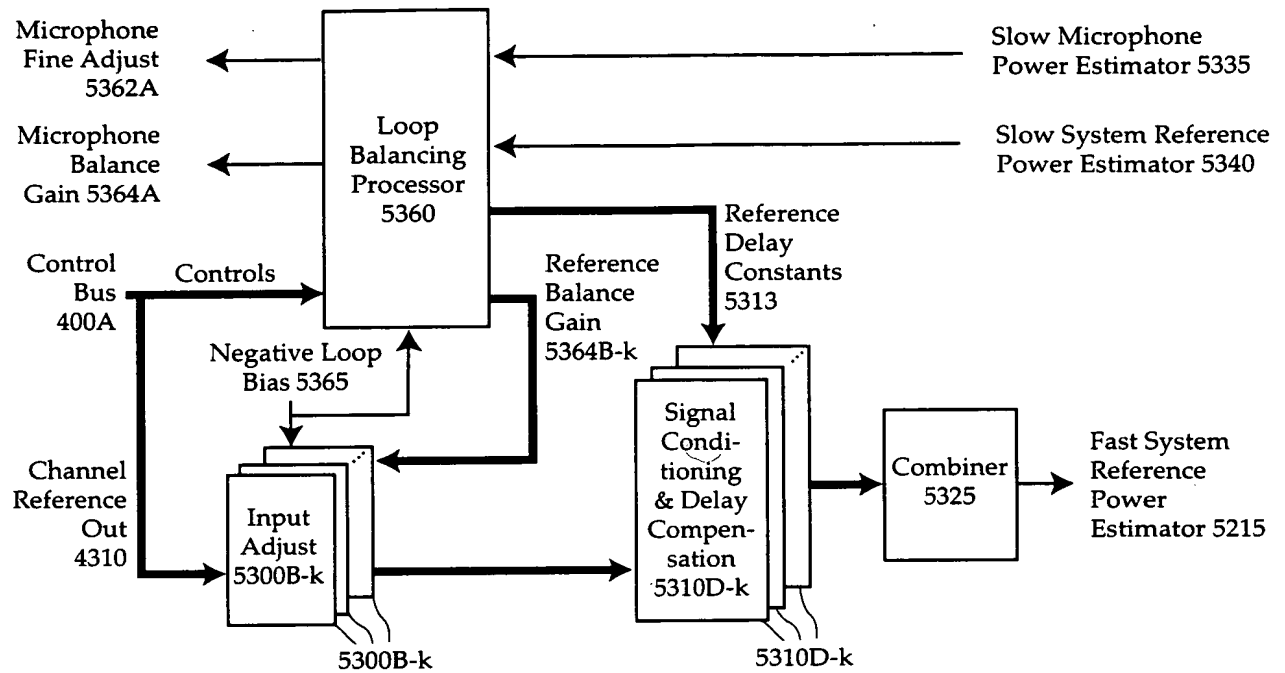 Microphone
Fine Adjust
5362A
Microphone
Balance
Gain 5364A
Control
Bus
400A
Controls
Loop
Balancing
Processor
5360
Slow Microphone
Power Estimator 5335
Slow System Reference
Power Estimator 5340
Reference
Delay
Constants
5313
Reference
Balance
Gain
5364B-k
Negative Loop
Bias 5365
Channel
Reference
Out
4310
Input
Adjust
5300B-k
5300B-k
Signal
Condi-
tioning
& Delay
Compen-
sation
5310D-k
5310D-k
Combiner
5325
Fast System
Reference
Power
Estimator 5215